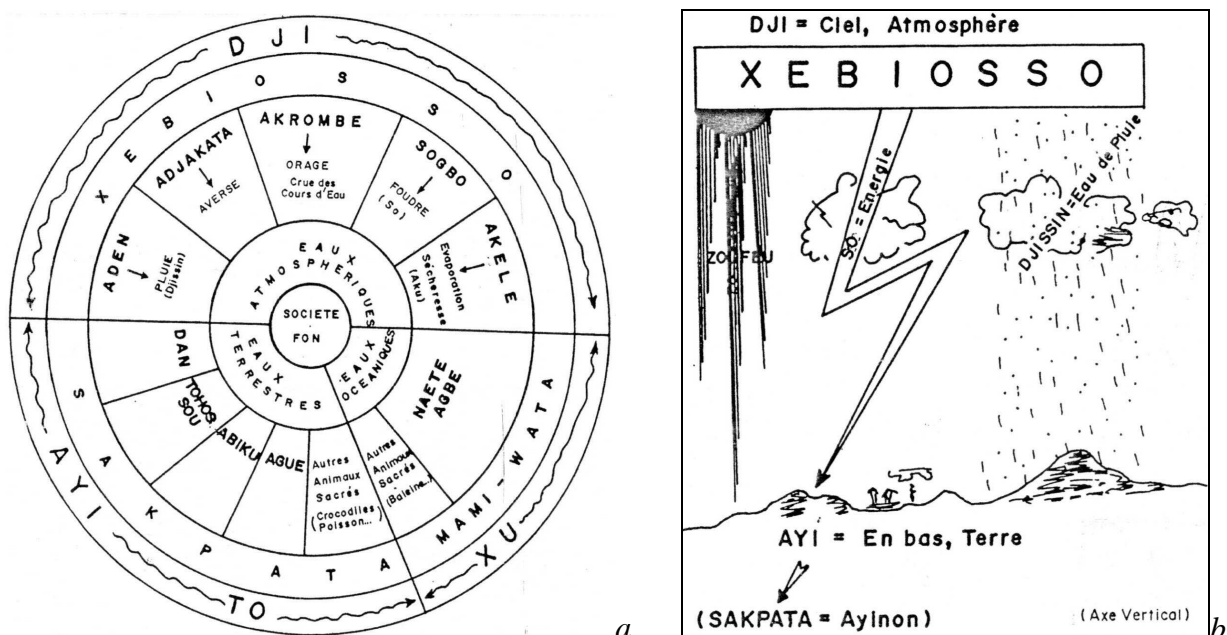 DJI
XEBIOSSO
ADEN
PLUIE
(Djissin)
ADJAKATA
AVERSE
AKROMBE
ORAGE
Crue des
Cours d'Eau
SOGBO
FOUDRE
(So)
AKELE
Evaporation
Sécheresse
(Aku)
EAUX
ATMOSPHERIQUES
SOCIETE
FON
EAUX
TERRESTRES
EAUX
OCEANIQUES
DAN
TOHOS
SOU
ABIKU
AGUE
Autres
Animaux
Sacrés
(Crocodiles
Poisson...)
Autres
Animaux
Sacrés
(Baleine...)
NAETE
AGBE
SAKPATA
MAMI-WATA
AYI
TO
XU
a
DJI = Ciel, Atmosphère
XEBIOSSO
SO = Energie
DJISSIN=Eau de Pluie
AYI = En bas, Terre
(SAKPATA = Ayinon)
(Axe Vertical)
b